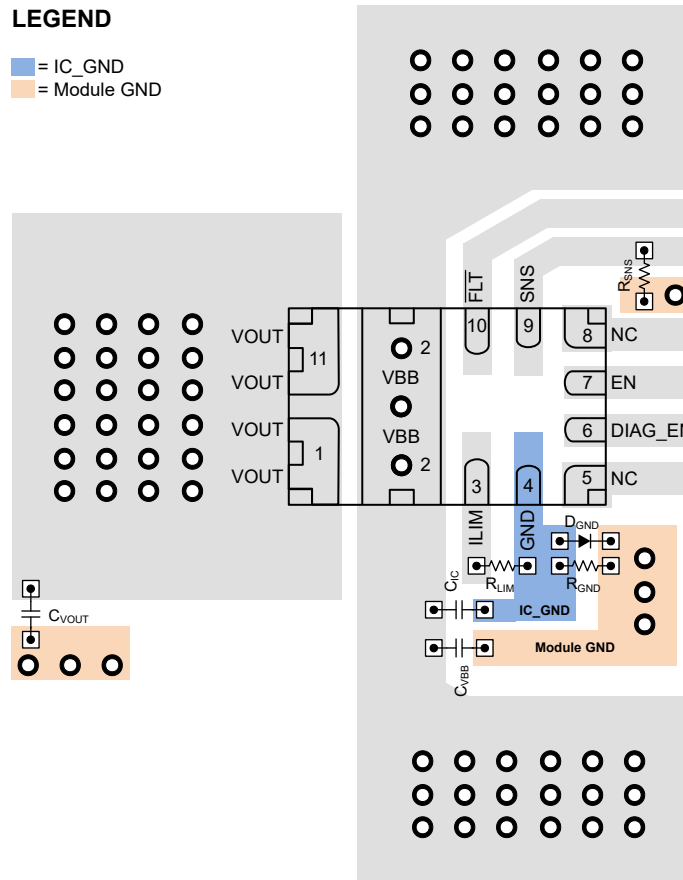 LEGEND
= IC_GND
= Module GND
FLT
SNS
RSNS
10
9
8
NC
VOUT
11
2
VBB
VOUT
7
EN
VOUT
VBB
6
DIAG_EN
1
VOUT
2
3
4
5
NC
ILIM
GND
DGND
RLIM
RGND
CIC
IC_GND
CVOUT
CVBB
Module GND